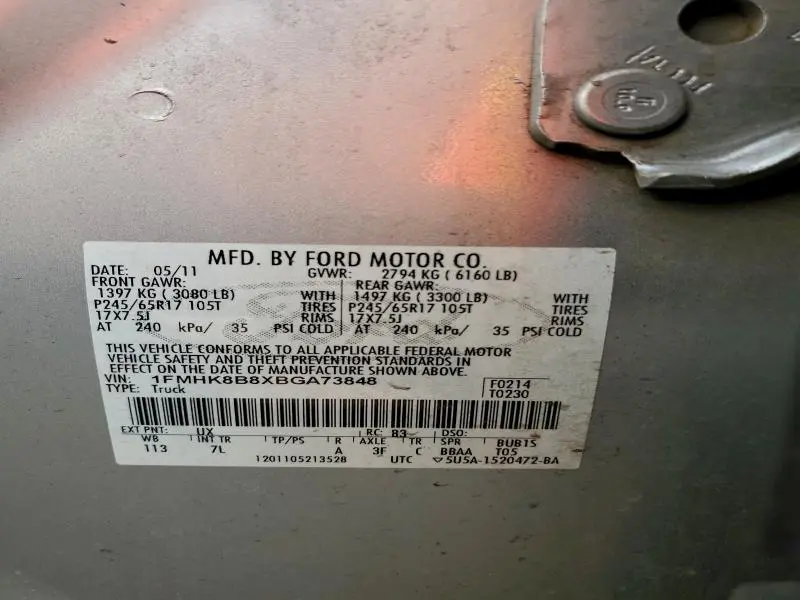 MFD. BY FORD MOTOR CO.
DATE: 05/11 GVWR: 2794 KG ( 6160 LB)
FRONT GAWR: REAR GAWR:
1397 KG ( 3080 LB) WITH 1497 KG ( 3300 LB) WITH
P245/65R17 105T TIRES P245/65R17 105T TIRES
17X7.5J RIMS 17X7.5J RIMS
AT 240 kPa/ 35 PSI COLD AT 240 kPa/ 35 PSI COLD
THIS VEHICLE CONFORMS TO ALL APPLICABLE FEDERAL MOTOR
VEHICLE SAFETY AND THEFT PREVENTION STANDARDS IN
EFFECT ON THE DATE OF MANUFACTURE SHOWN ABOVE.
VIN: 1FMHK8B8XBGA73848 F0214
TYPE: Truck T0230
EXT PNT: UX RC: 83 DSO:
WB INT TR TP/PS R AXLE TR SPR BUB15
113 7L A 3F C BBAA T05
1201105213528 UTC 5U5A-1520472-BA